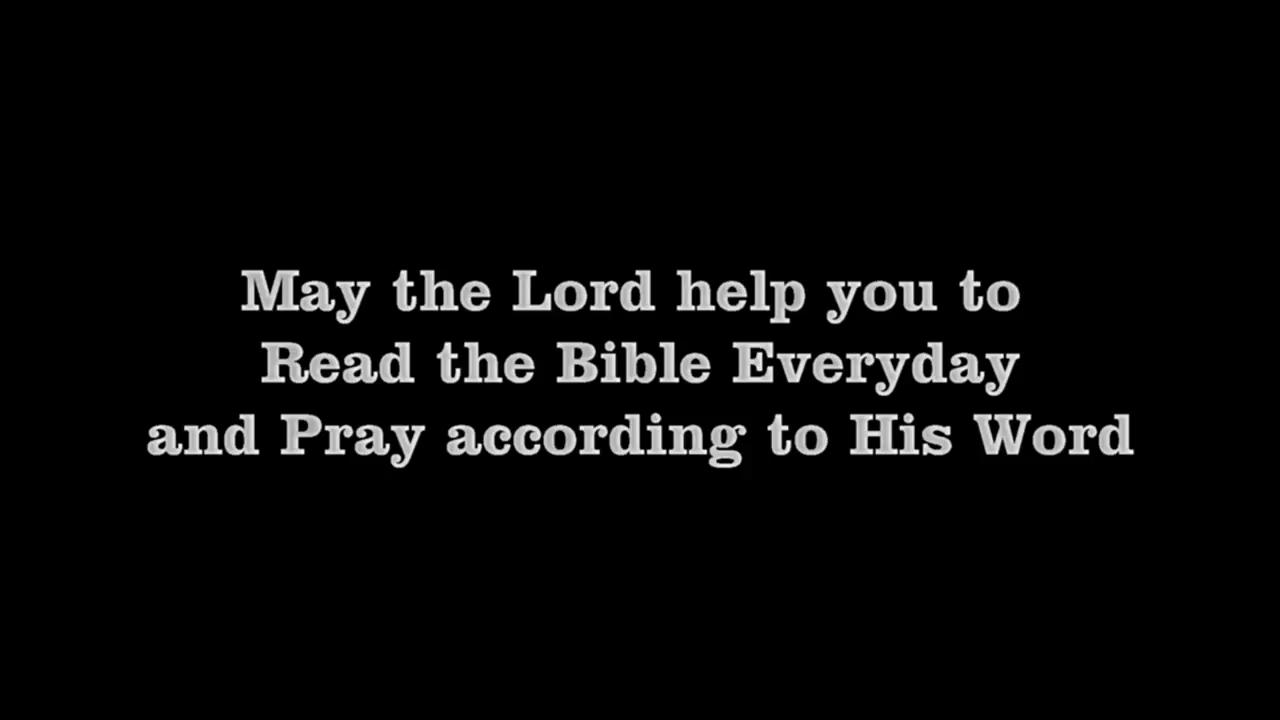 May the Lord help you to
Read the Bible Everyday
and Pray according to His Word